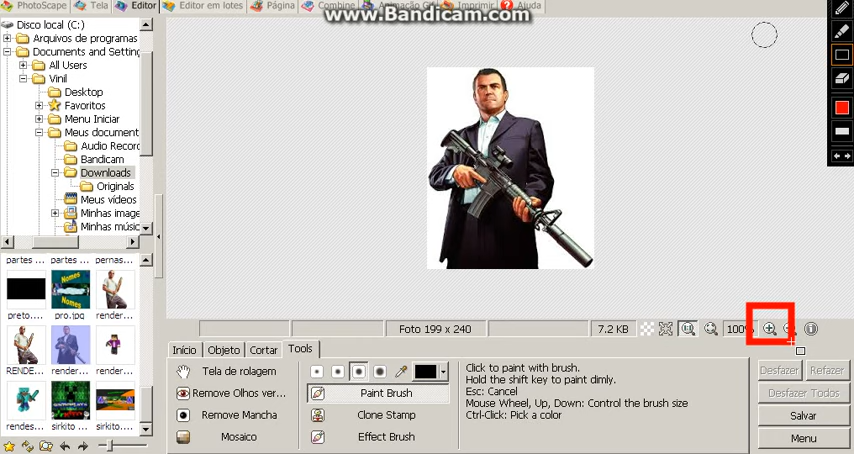 PhotoScape
Tela
Editor
Editor em lotes
Página
Combine
Animação GIF
Imprimir
Ajuda
www.Bandicam.com
Disco local (C:)
Arquivos de programas
Documents and Setting
All Users
Vinil
Desktop
Favoritos
Menu Iniciar
Meus document
Audio Record
Bandicam
Downloads
Originals
Meus vídeos
Minhas image
Minhas músic
partes ...
partes ...
pernas...
Nomes
Nomes
preto....
pro.jpg
render...
RENDE...
render...
render...
rendes...
sirkito ...
sirkito ...
Foto 199 x 240
7.2 KB
100%
Início
Objeto
Cortar
Tools
Tela de rolagem
Remove Olhos ver...
Remove Mancha
Mosaico
Paint Brush
Clone Stamp
Effect Brush
Click to paint with brush.
Hold the shift key to paint dimly.
Esc: Cancel
Mouse Wheel, Up, Down: Control the brush size
Ctrl-Click: Pick a color
Desfazer
Refazer
Desfazer Todos
Salvar
Menu